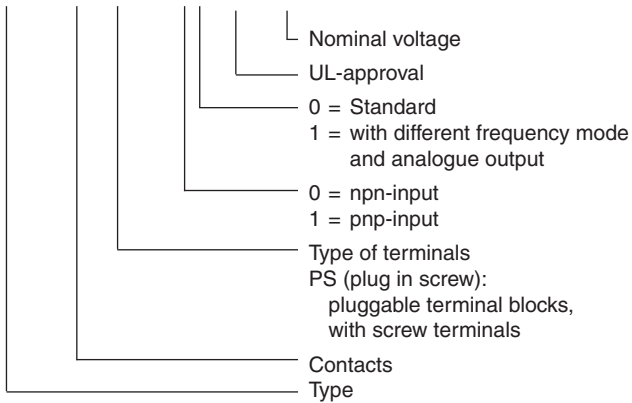 Nominal voltage
UL-approval
0 = Standard
1 = with different frequency mode
and analogue output
0 = npn-input
1 = pnp-input
Type of terminals
PS (plug in screw):
pluggable terminal blocks,
with screw terminals
Contacts
Type